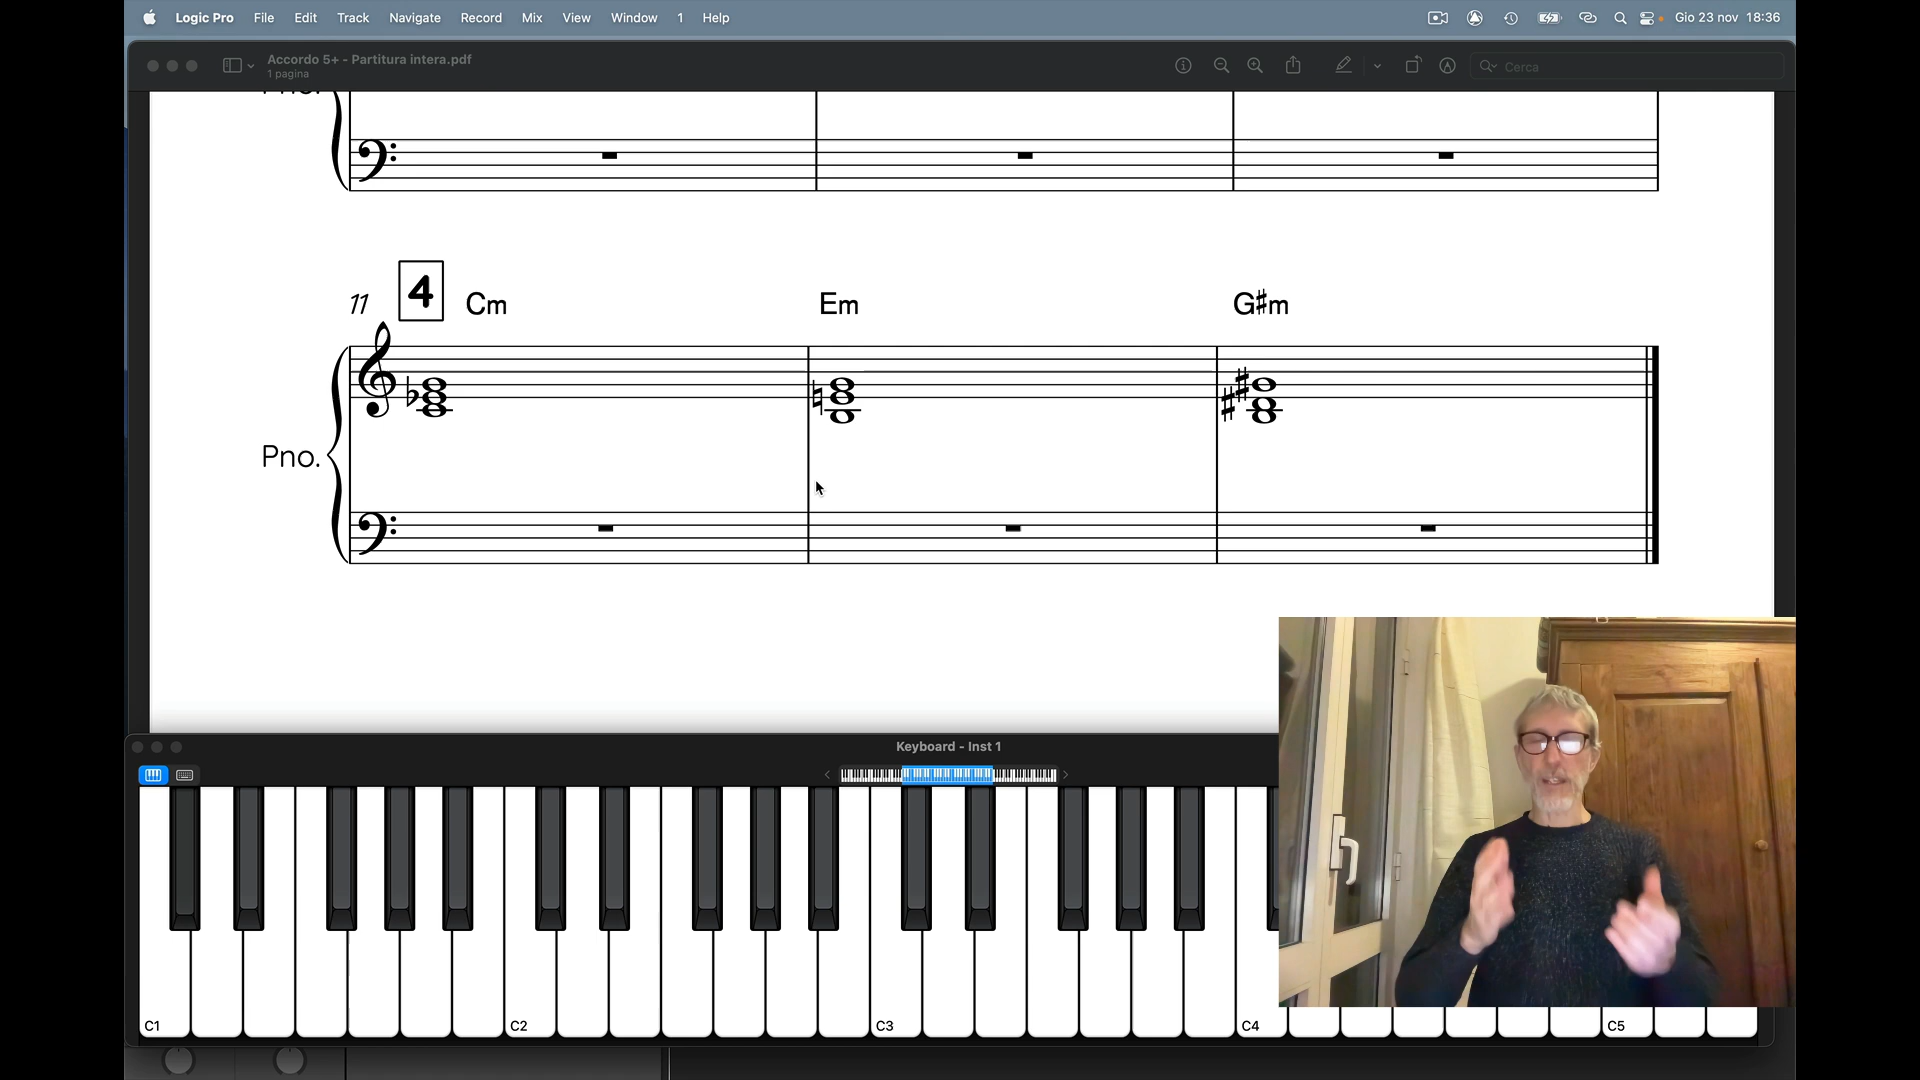 Logic Pro File Edit Track Navigate Record Mix View Window 1 Help Gio 23 nov 18:36
Accordo 5+ - Partitura intera.pdf
1 pagina
Cerca
11 4 Cm Em G♯m
Pno.
Keyboard - Inst 1
C1 C2 C3 C4 C5